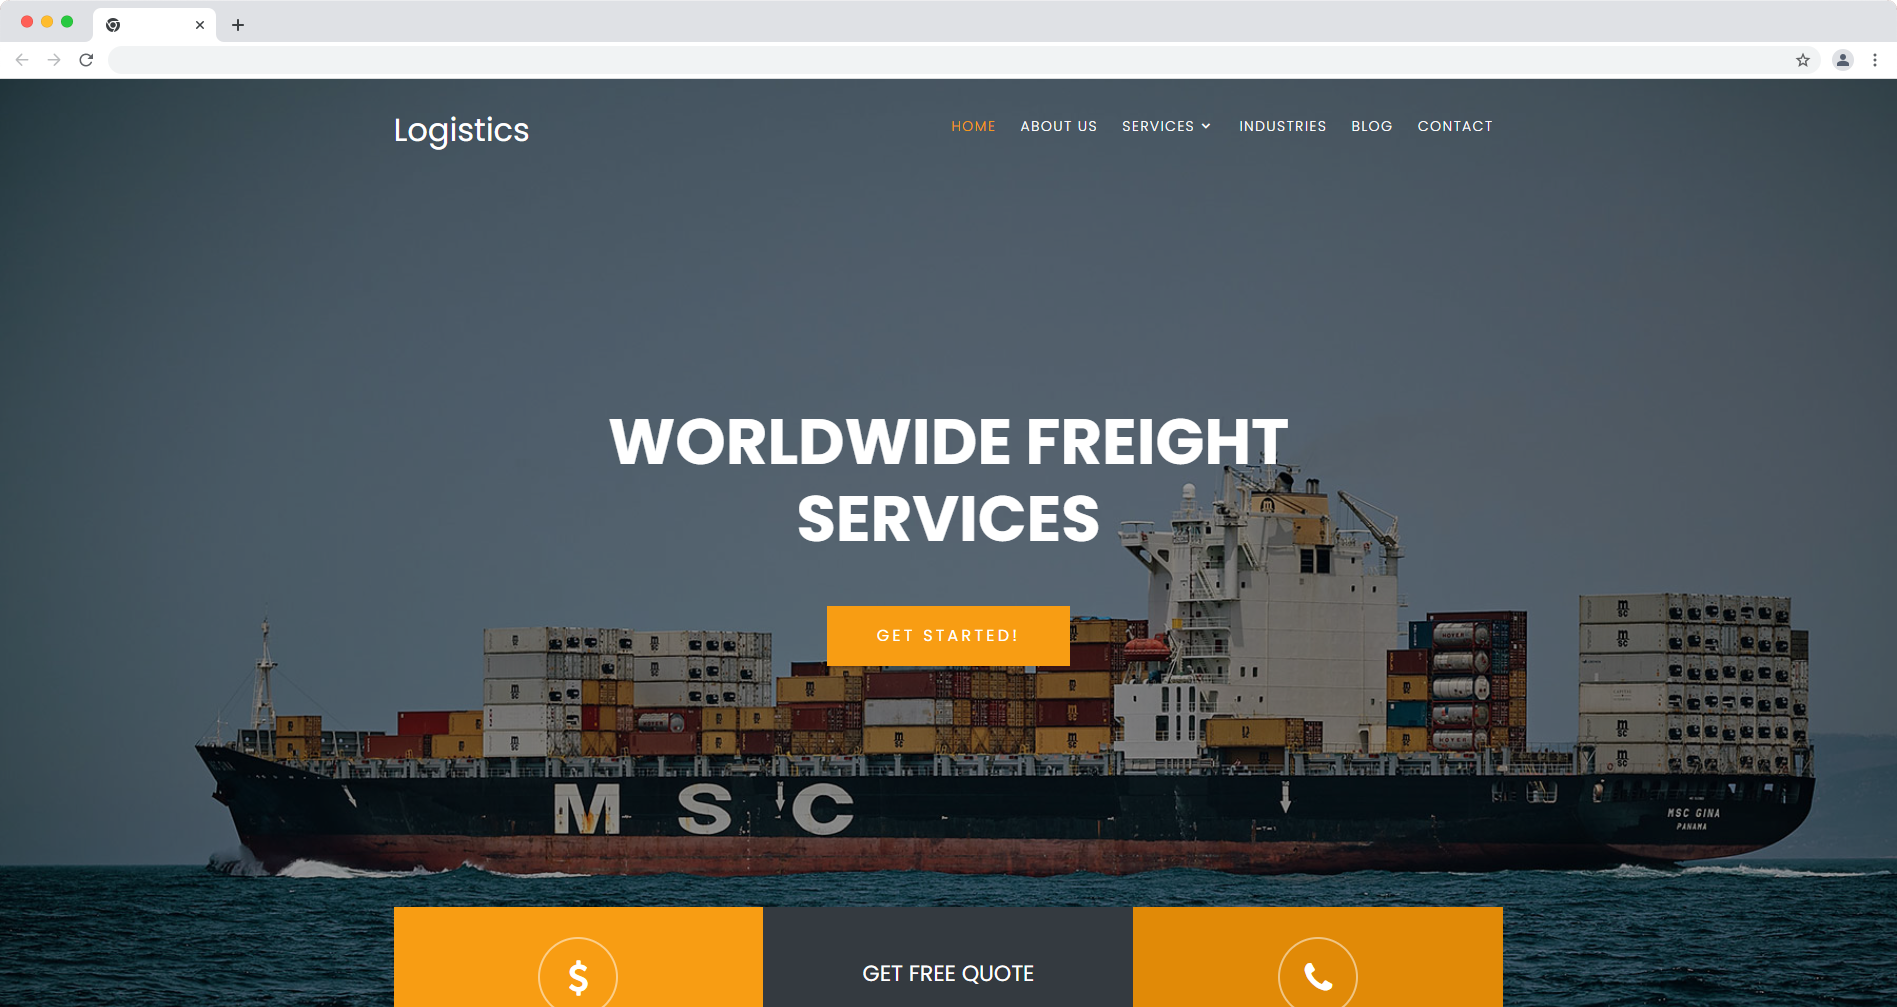 Logistics
HOME ABOUT US SERVICES INDUSTRIES BLOG CONTACT
WORLDWIDE FREIGHT
SERVICES
GET STARTED!
MSC
MSC GINA
PANAMA
GET FREE QUOTE